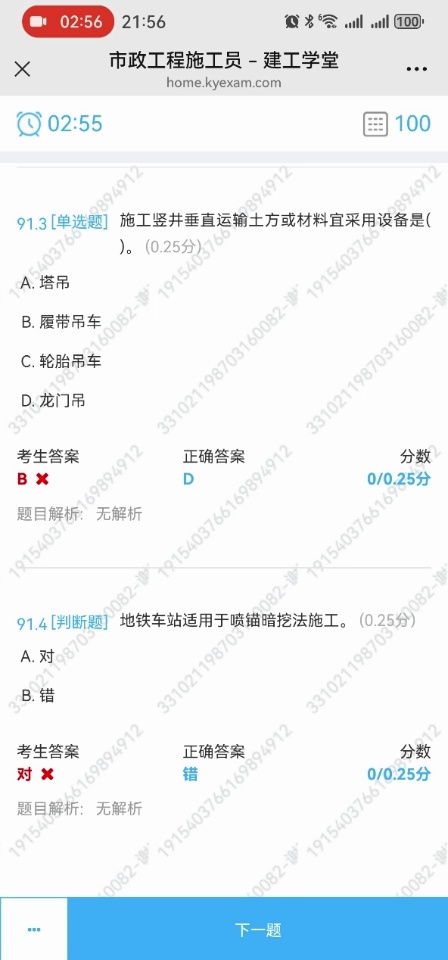 02:56
21:56
100
市政工程施工员 – 建工学堂
home.kyexam.com
02:55
100
91.3 [单选题] 施工竖井垂直运输土方或材料宜采用设备是(
)。 (0.25分)
A. 塔吊
B. 履带吊车
C. 轮胎吊车
D. 龙门吊
考生答案 正确答案 分数
B D 0/0.25分
题目解析: 无解析
91.4 [判断题] 地铁车站适用于喷锚暗挖法施工。 (0.25分)
A. 对
B. 错
考生答案 正确答案 分数
对 错 0/0.25分
题目解析: 无解析
下一题